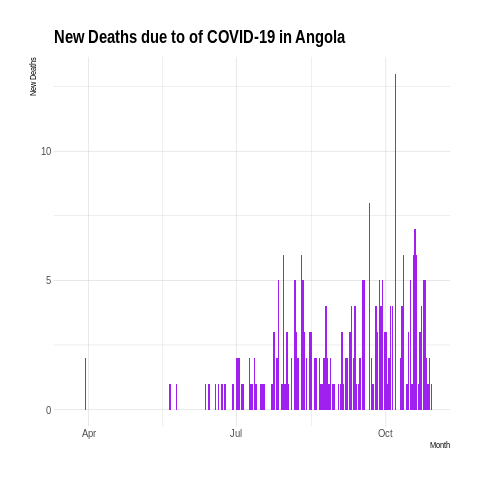 New Deaths due to of COVID-19 in Angola
New Deaths
10
5
0
Apr
Jul
Oct
Month